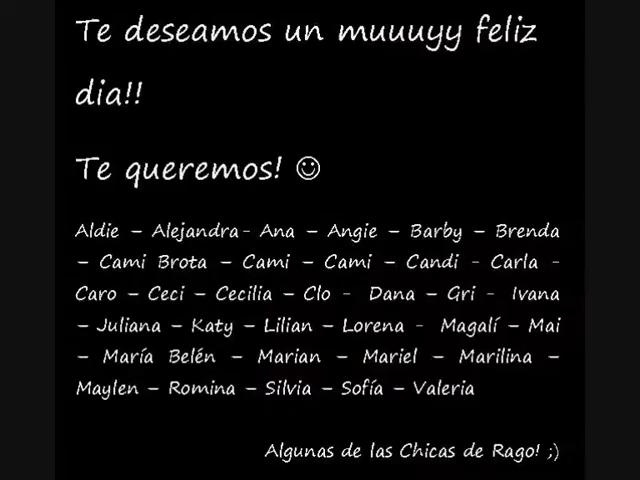 Te deseamos un muuuyy feliz
dia!!
Te queremos! ☺
Aldie – Alejandra- Ana – Angie – Barby – Brenda
– Cami Brota – Cami – Cami – Candi - Carla -
Caro – Ceci – Cecilia – Clo - Dana – Gri - Ivana
– Juliana – Katy – Lilian – Lorena - Magalí – Mai
– María Belén – Marian – Mariel – Marilina –
Maylen – Romina – Silvia – Sofía – Valeria
Algunas de las Chicas de Rago! ;)